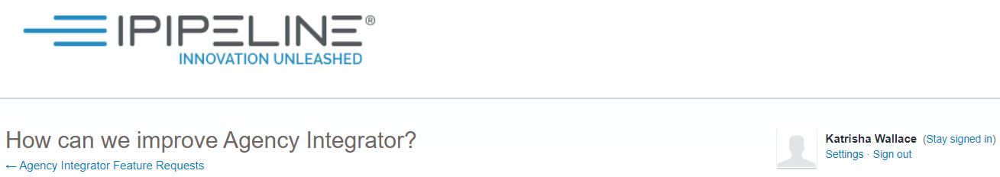 IPIPELINE®
INNOVATION UNLEASHED
How can we improve Agency Integrator?
← Agency Integrator Feature Requests
Katrisha Wallace (Stay signed in)
Settings · Sign out